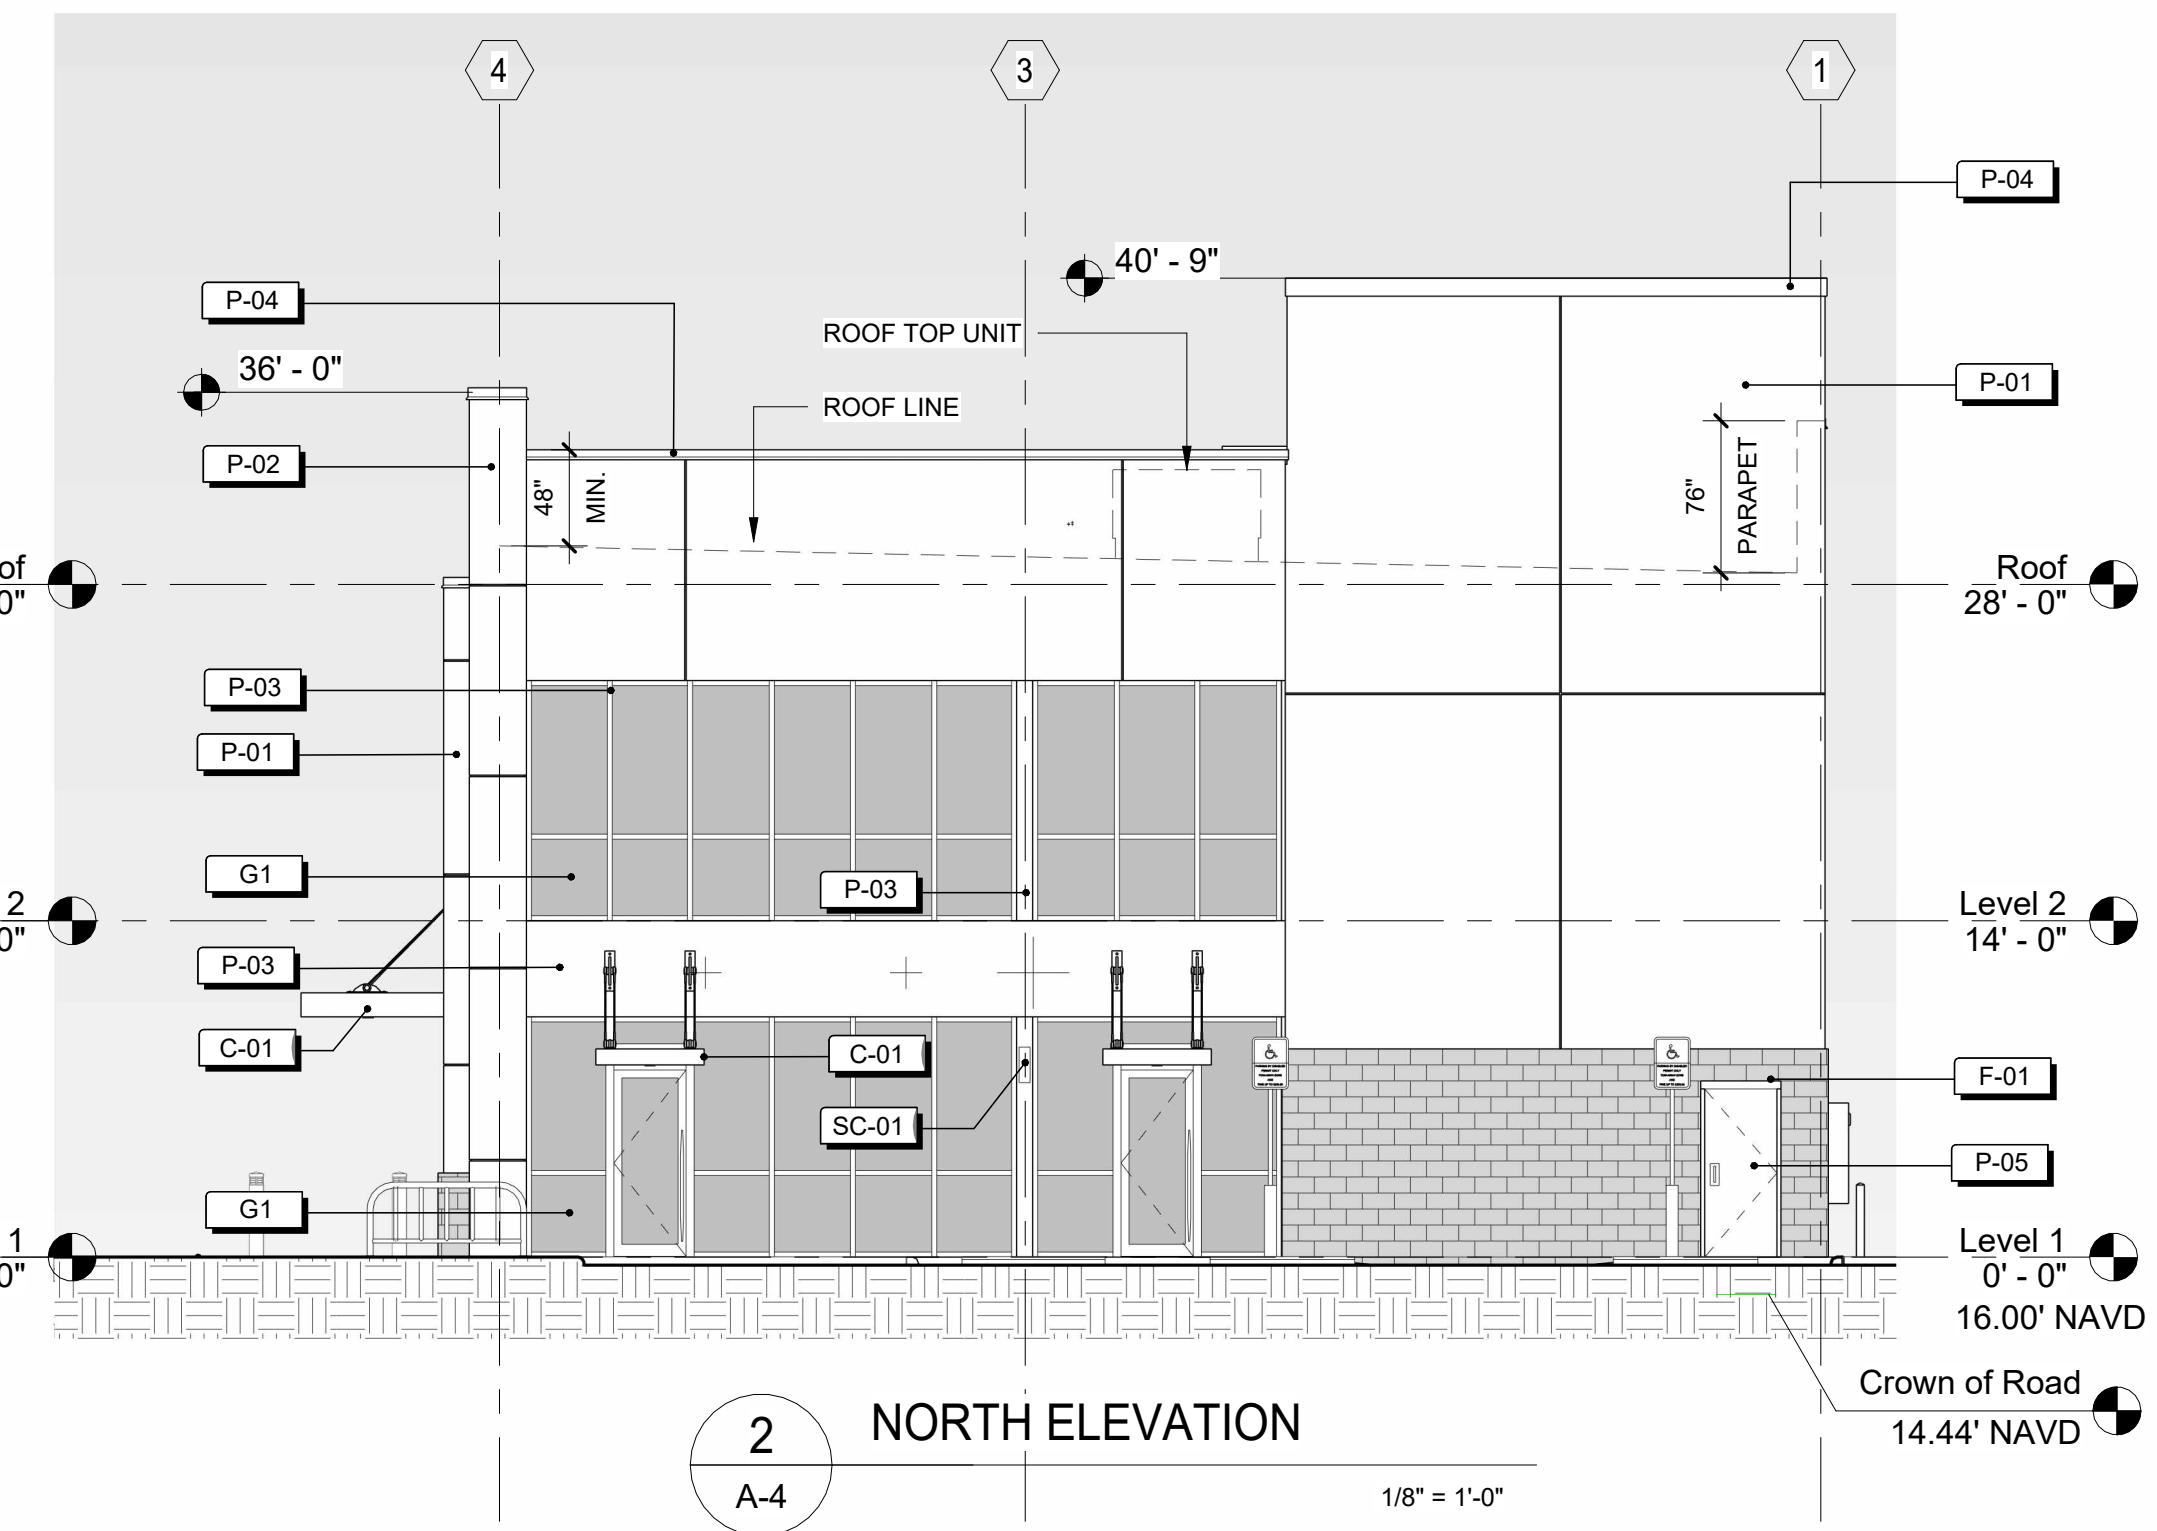 4
3
1
P-04
40' - 9"
P-04
ROOF TOP UNIT
36' - 0"
P-01
ROOF LINE
P-02
48"
MIN.
76"
PARAPET
of
0"
Roof
28' - 0"
P-03
P-01
G1
P-03
2
0"
Level 2
14' - 0"
P-03
C-01
C-01
F-01
SC-01
P-05
G1
1
0"
Level 1
0' - 0"
16.00' NAVD
Crown of Road
14.44' NAVD
2
NORTH ELEVATION
A-4
1/8" = 1'-0"